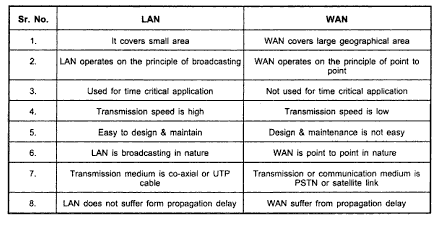 Sr. No. LAN WAN
1. It covers small area WAN covers large geographical area
2. LAN operates on the principle of broadcasting WAN operates on the principle of point to
point
3. Used for time critical application Not used for time critical application
4. Transmission speed is high Transmission speed is low
5. Easy to design & maintain Design & maintenance is not easy
6. LAN is broadcasting in nature WAN is point to point in nature
7. Transmission medium is co-axial or UTP
cable
Transmission or communication medium is
PSTN or satellite link
8. LAN does not suffer form propagation delay WAN suffer from propagation delay